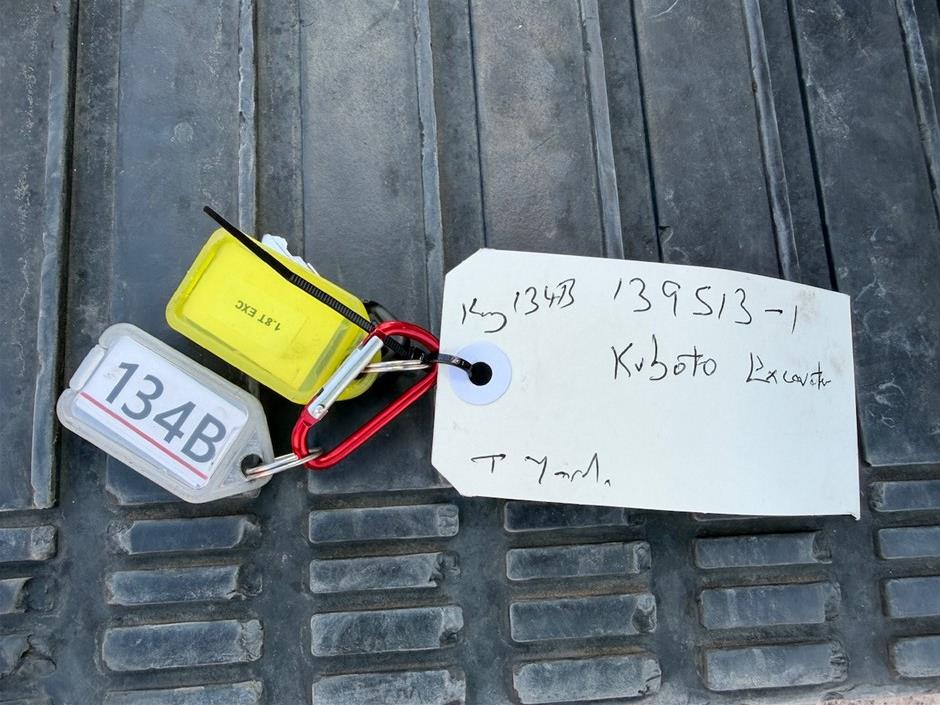 1.8T EXC
134B
Key 134B 139513-1
Kuboto Excavator
T Yard.